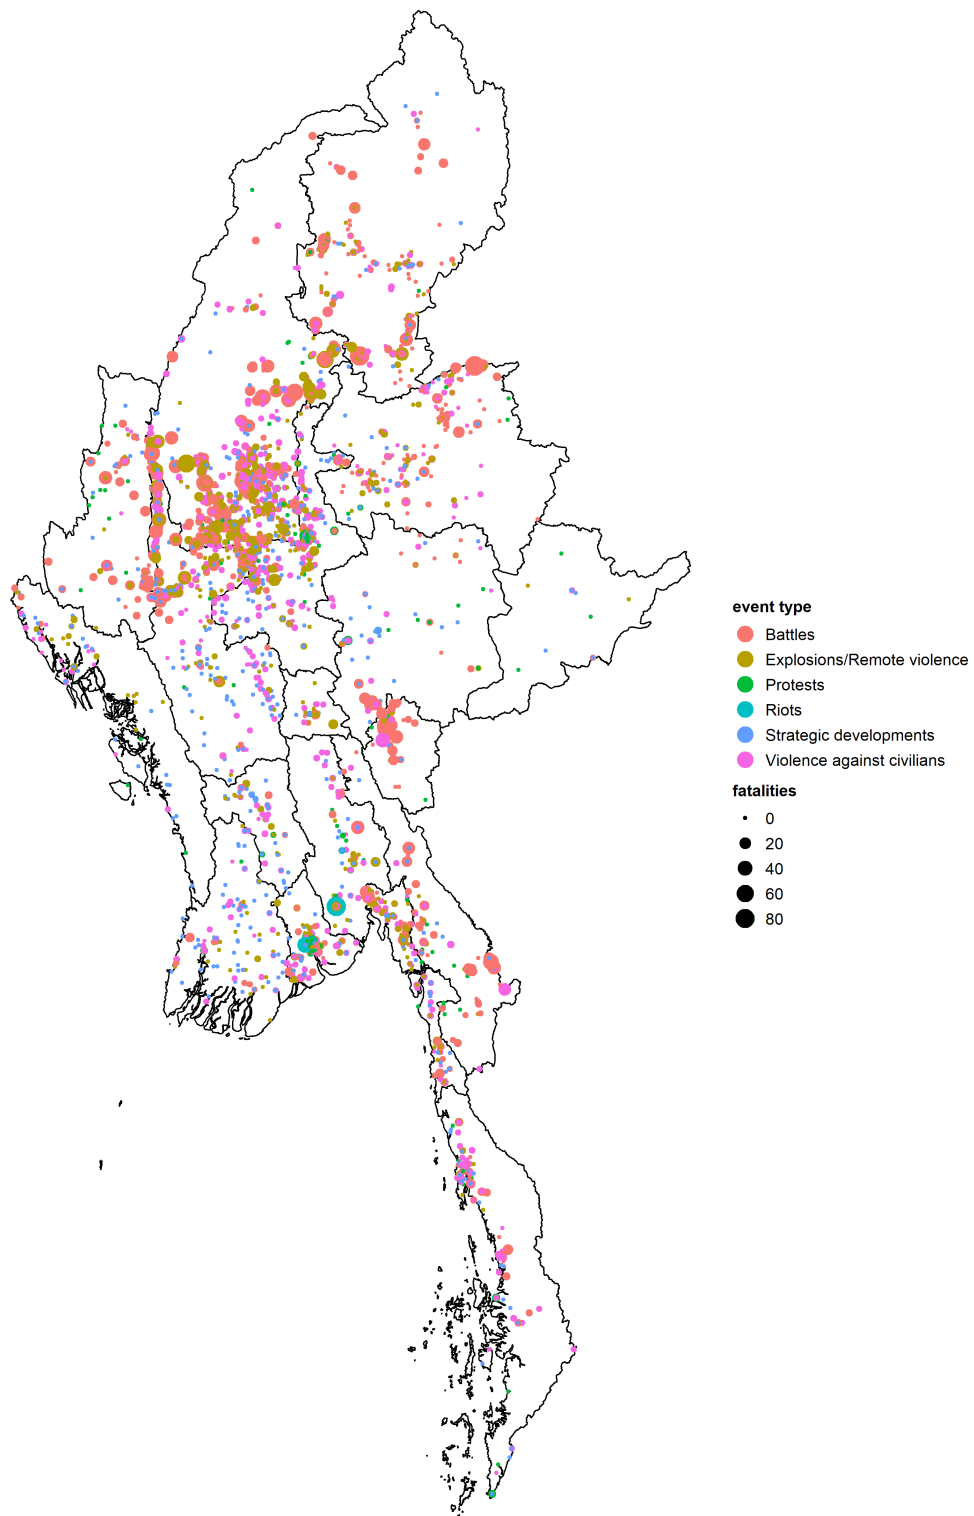 event type
Battles
Explosions/Remote violence
Protests
Riots
Strategic developments
Violence against civilians
fatalities
0
20
40
60
80